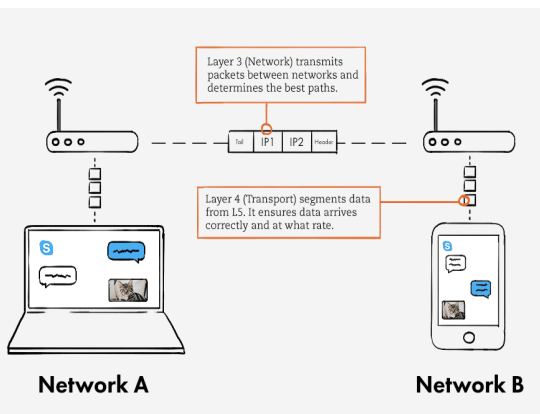 Layer 3 (Network) transmits
packets between networks and
determines the best paths.
Tail IP1 IP2 Header
Layer 4 (Transport) segments data
from L5. It ensures data arrives
correctly and at what rate.
S
S
Network A
Network B